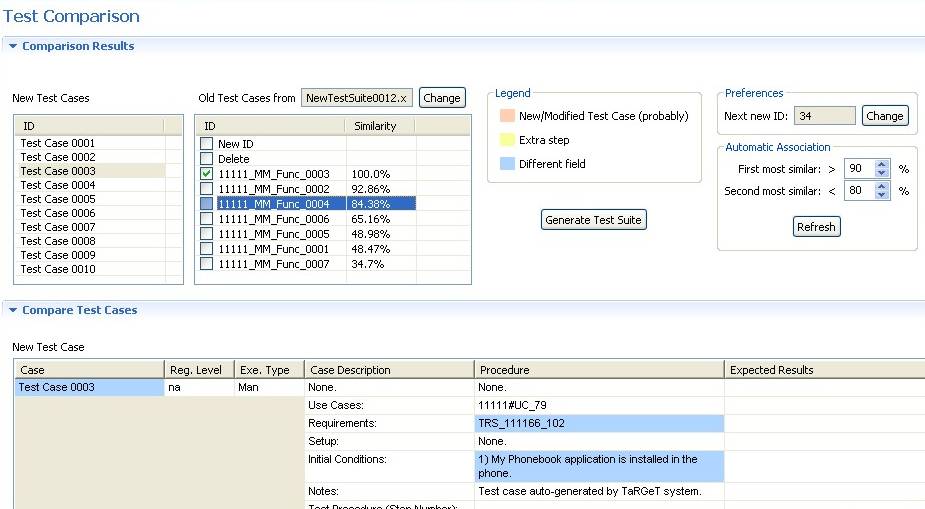 Test Comparison
Comparison Results
New Test Cases
Old Test Cases from NewTestSuite0012.x Change
ID
Test Case 0001
Test Case 0002
Test Case 0003
Test Case 0004
Test Case 0005
Test Case 0006
Test Case 0007
Test Case 0008
Test Case 0009
Test Case 0010
ID Similarity
New ID
Delete
11111_MM_Func_0003 100.0%
11111_MM_Func_0002 92.86%
11111_MM_Func_0004 84.38%
11111_MM_Func_0006 65.16%
11111_MM_Func_0005 48.98%
11111_MM_Func_0001 48.47%
11111_MM_Func_0007 34.7%
Legend
New/Modified Test Case (probably)
Extra step
Different field
Generate Test Suite
Preferences
Next new ID: 34 Change
Automatic Association
First most similar: > 90 %
Second most similar: < 80 %
Refresh
Compare Test Cases
New Test Case
Case Reg. Level Exe. Type Case Description Procedure Expected Results
Test Case 0003 na Man None. None.
Use Cases: 11111#UC_79
Requirements: TRS_111166_102
Setup: None.
Initial Conditions: 1) My Phonebook application is installed in the
phone.
Notes: Test case auto-generated by TaRGeT system.
Test Procedure (Step Number):